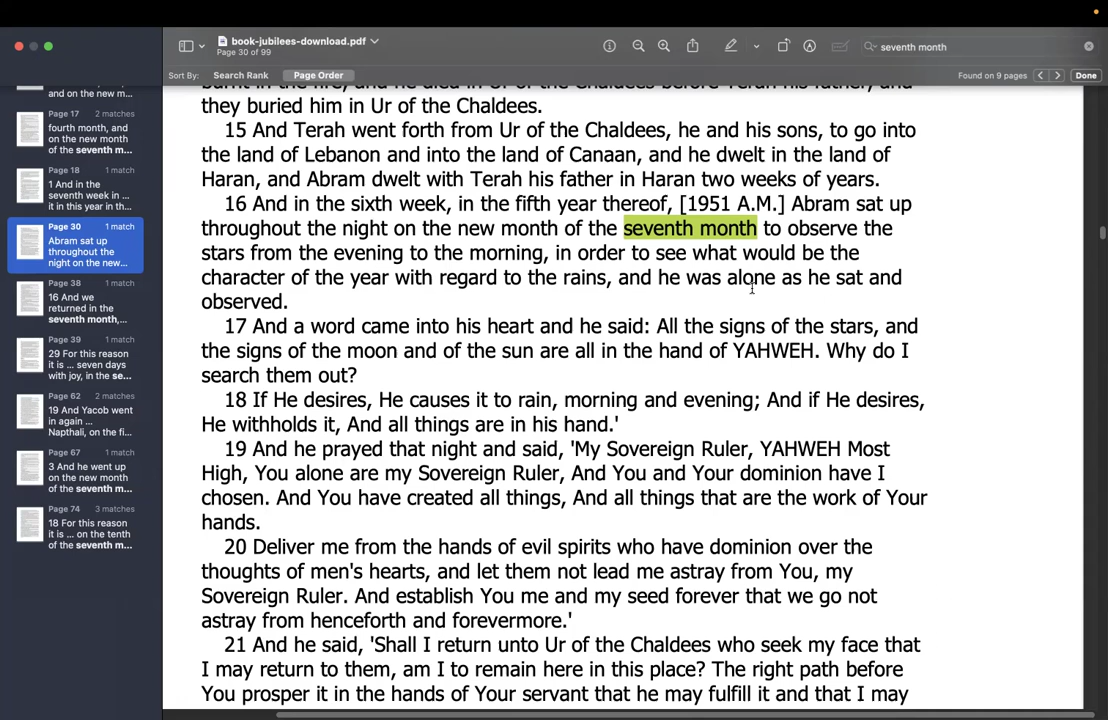 book-jubilees-download.pdf
Page 30 of 99
seventh month
Sort By:
Search Rank
Page Order
Found on 9 pages
Done
and on the new m...
Page 17 2 matches
fourth month, and
on the new month
of the seventh m...
Page 18 1 match
1 And in the
seventh week in ...
it in this year in th...
Page 30 1 match
Abram sat up
throughout the
night on the new...
Page 38 1 match
16 And we
returned in the
seventh month,...
Page 39 1 match
29 For this reason
it is ... seven days
with joy, in the se...
Page 62 2 matches
19 And Yacob went
in again ...
Napthali, on the fi...
Page 67 1 match
3 And he went up
on the new month
of the seventh m...
Page 74 3 matches
18 For this reason
it is ... on the tenth
of the seventh m...
they buried him in Ur of the Chaldees.
15 And Terah went forth from Ur of the Chaldees, he and his sons, to go into
the land of Lebanon and into the land of Canaan, and he dwelt in the land of
Haran, and Abram dwelt with Terah his father in Haran two weeks of years.
16 And in the sixth week, in the fifth year thereof, [1951 A.M.] Abram sat up
throughout the night on the new month of the seventh month to observe the
stars from the evening to the morning, in order to see what would be the
character of the year with regard to the rains, and he was alone as he sat and
observed.
17 And a word came into his heart and he said: All the signs of the stars, and
the signs of the moon and of the sun are all in the hand of YAHWEH. Why do I
search them out?
18 If He desires, He causes it to rain, morning and evening; And if He desires,
He withholds it, And all things are in his hand.'
19 And he prayed that night and said, 'My Sovereign Ruler, YAHWEH Most
High, You alone are my Sovereign Ruler, And You and Your dominion have I
chosen. And You have created all things, And all things that are the work of Your
hands.
20 Deliver me from the hands of evil spirits who have dominion over the
thoughts of men's hearts, and let them not lead me astray from You, my
Sovereign Ruler. And establish You me and my seed forever that we go not
astray from henceforth and forevermore.'
21 And he said, 'Shall I return unto Ur of the Chaldees who seek my face that
I may return to them, am I to remain here in this place? The right path before
You prosper it in the hands of Your servant that he may fulfill it and that I may